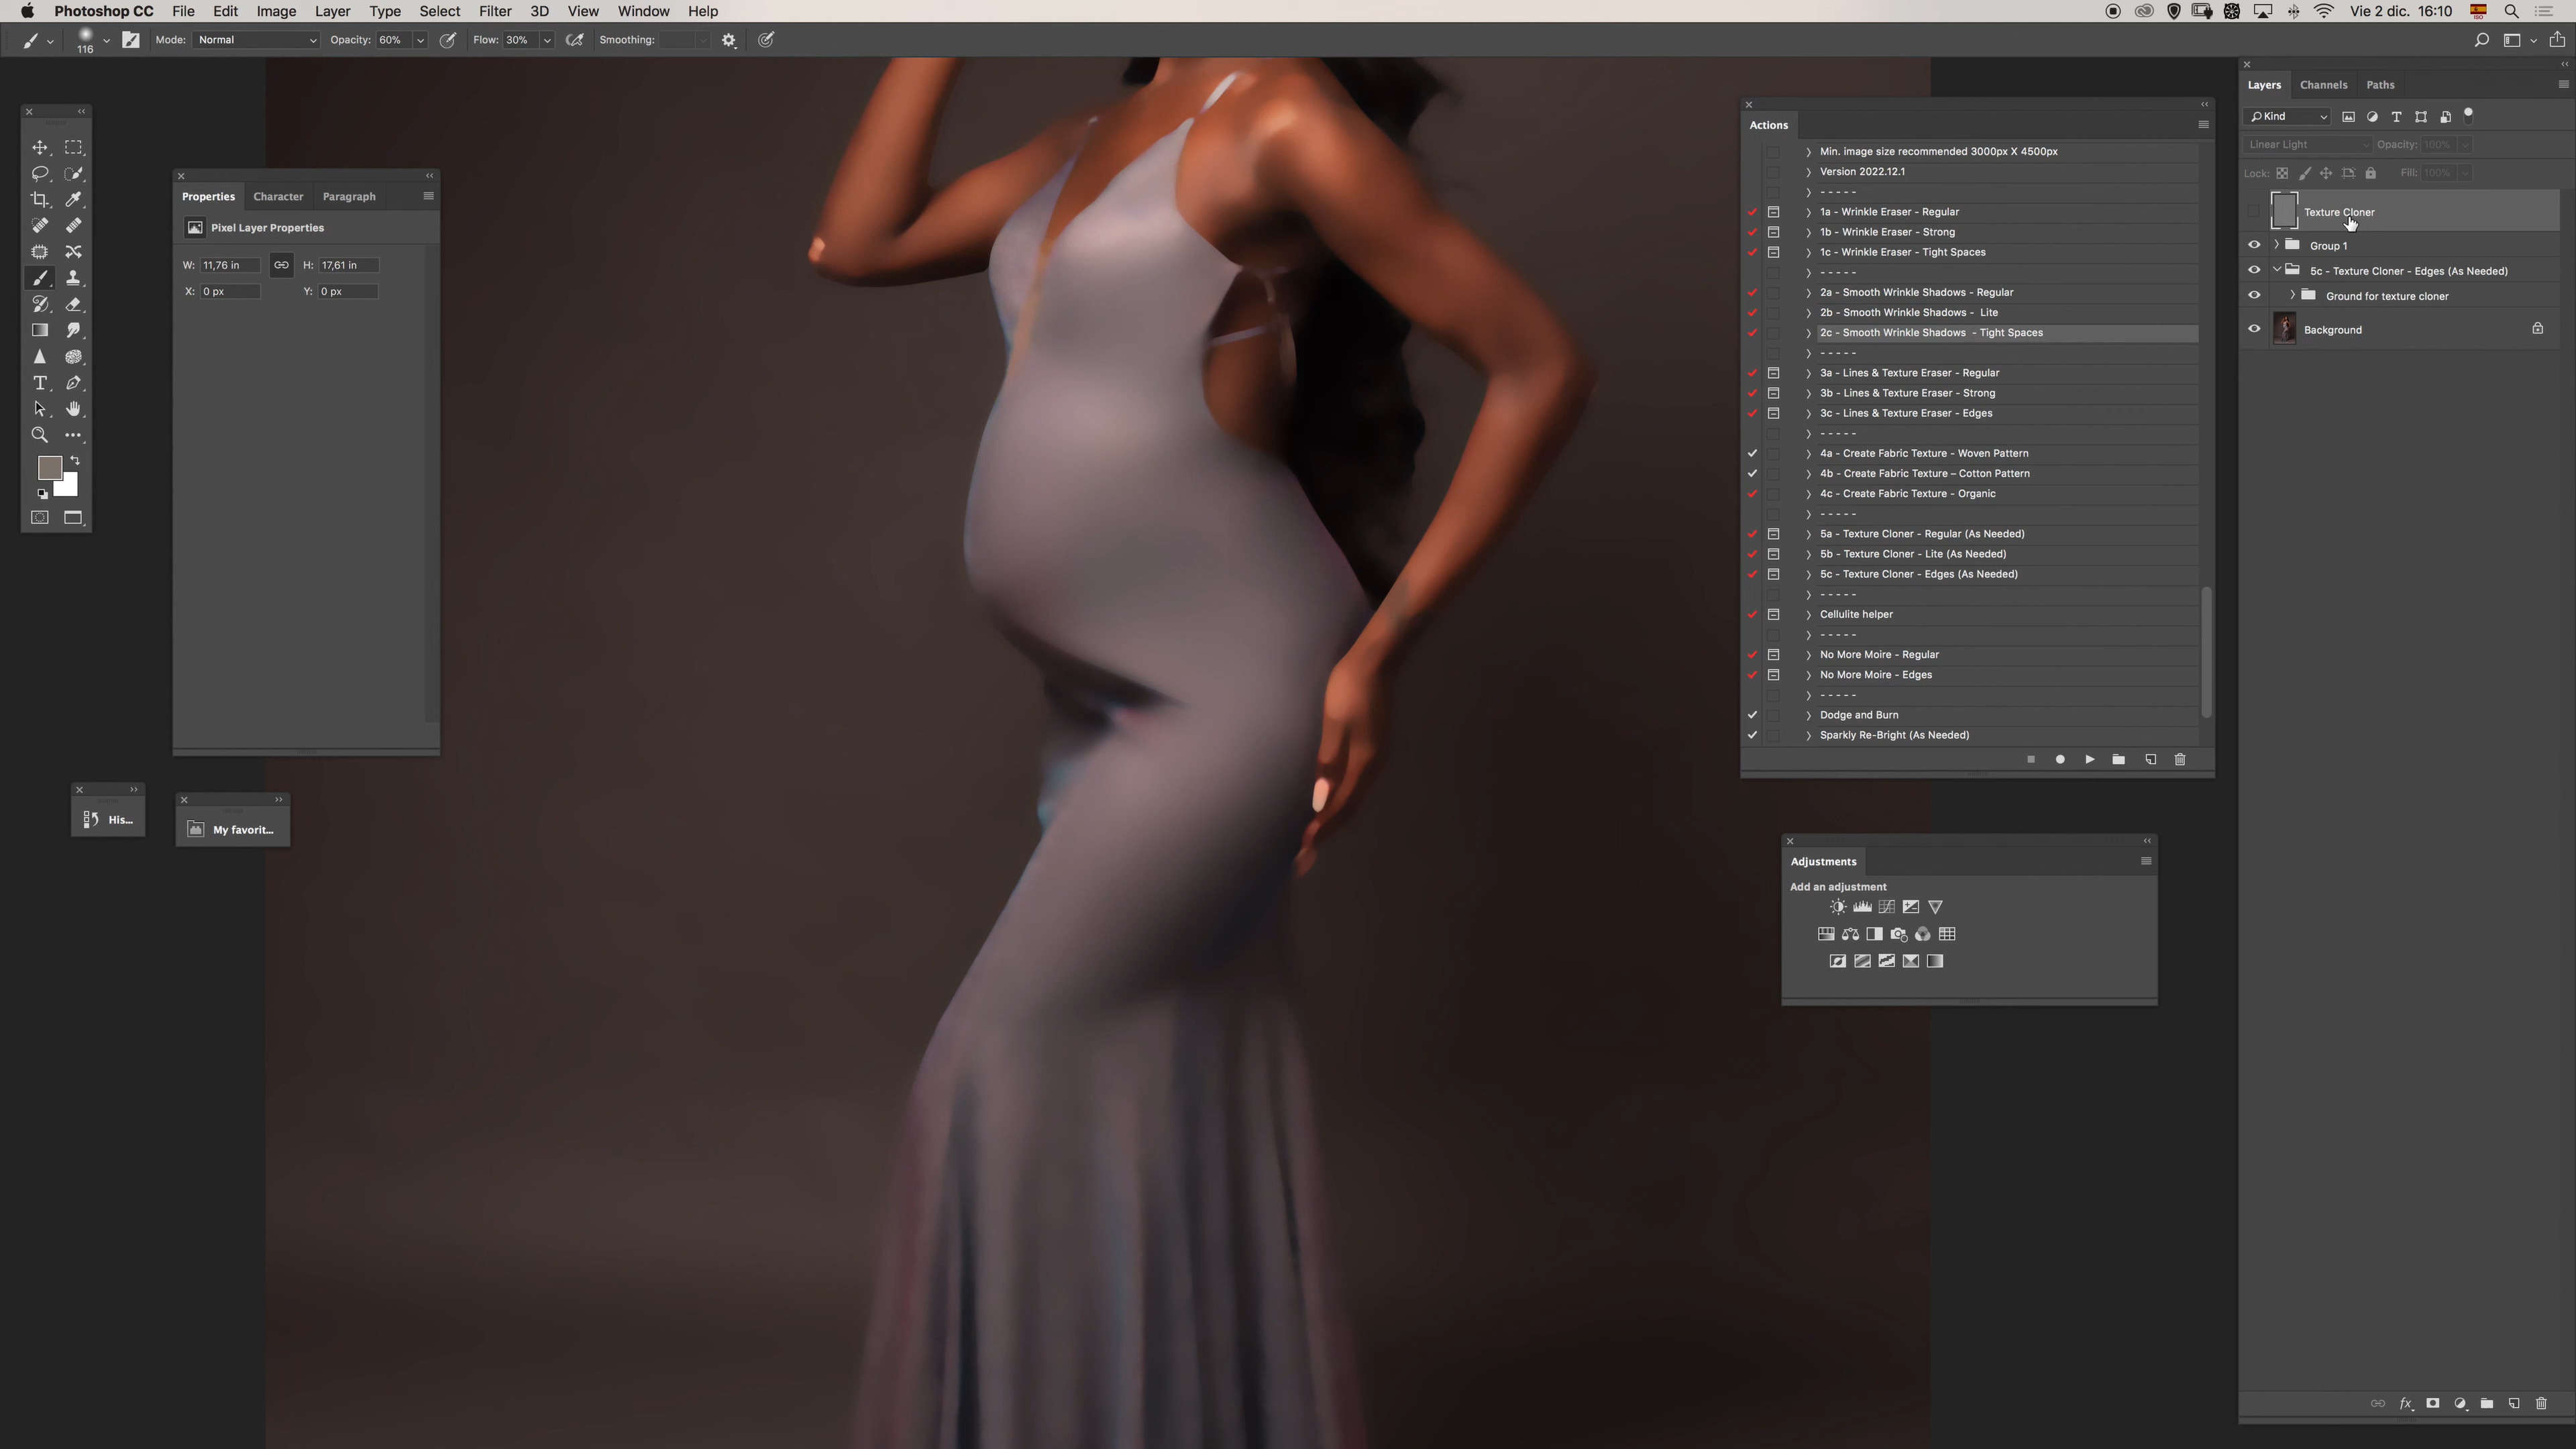 Photoshop CC File Edit Image Layer Type Select Filter 3D View Window Help Vie 2 dic. 16:10
116 Mode: Normal Opacity: 60% Flow: 30% Smoothing:
Properties Character Paragraph
Pixel Layer Properties
W: 11,76 in H: 17,61 in
X: 0 px Y: 0 px
T
His...
My favorit...
Actions
Min. image size recommended 3000px X 4500px
Version 2022.12.1
- - - - -
1a - Wrinkle Eraser - Regular
1b - Wrinkle Eraser - Strong
1c - Wrinkle Eraser - Tight Spaces
- - - - -
2a - Smooth Wrinkle Shadows - Regular
2b - Smooth Wrinkle Shadows - Lite
2c - Smooth Wrinkle Shadows - Tight Spaces
- - - - -
3a - Lines & Texture Eraser - Regular
3b - Lines & Texture Eraser - Strong
3c - Lines & Texture Eraser - Edges
- - - - -
4a - Create Fabric Texture - Woven Pattern
4b - Create Fabric Texture – Cotton Pattern
4c - Create Fabric Texture - Organic
- - - - -
5a - Texture Cloner - Regular (As Needed)
5b - Texture Cloner - Lite (As Needed)
5c - Texture Cloner - Edges (As Needed)
- - - - -
Cellulite helper
- - - - -
No More Moire - Regular
No More Moire - Edges
- - - - -
Dodge and Burn
Sparkly Re-Bright (As Needed)
Adjustments
Add an adjustment
Layers Channels Paths
Kind
Linear Light Opacity: 100%
Lock: Fill: 100%
Texture Cloner
Group 1
5c - Texture Cloner - Edges (As Needed)
Ground for texture cloner
Background
fx